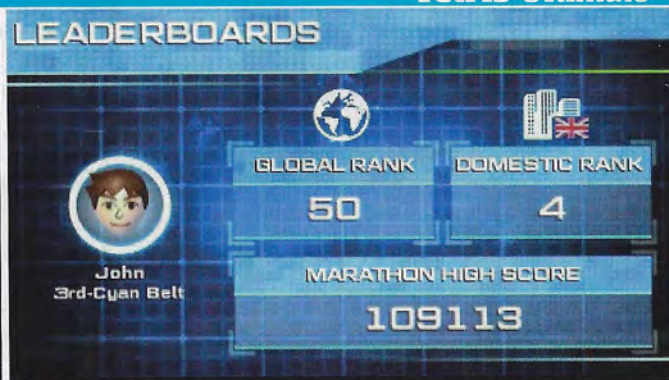 LEADERBOARDS
GLOBAL RANK
DOMESTIC RANK
50
4
John
3rd-Cyan Belt
MARATHON HIGH SCORE
109113